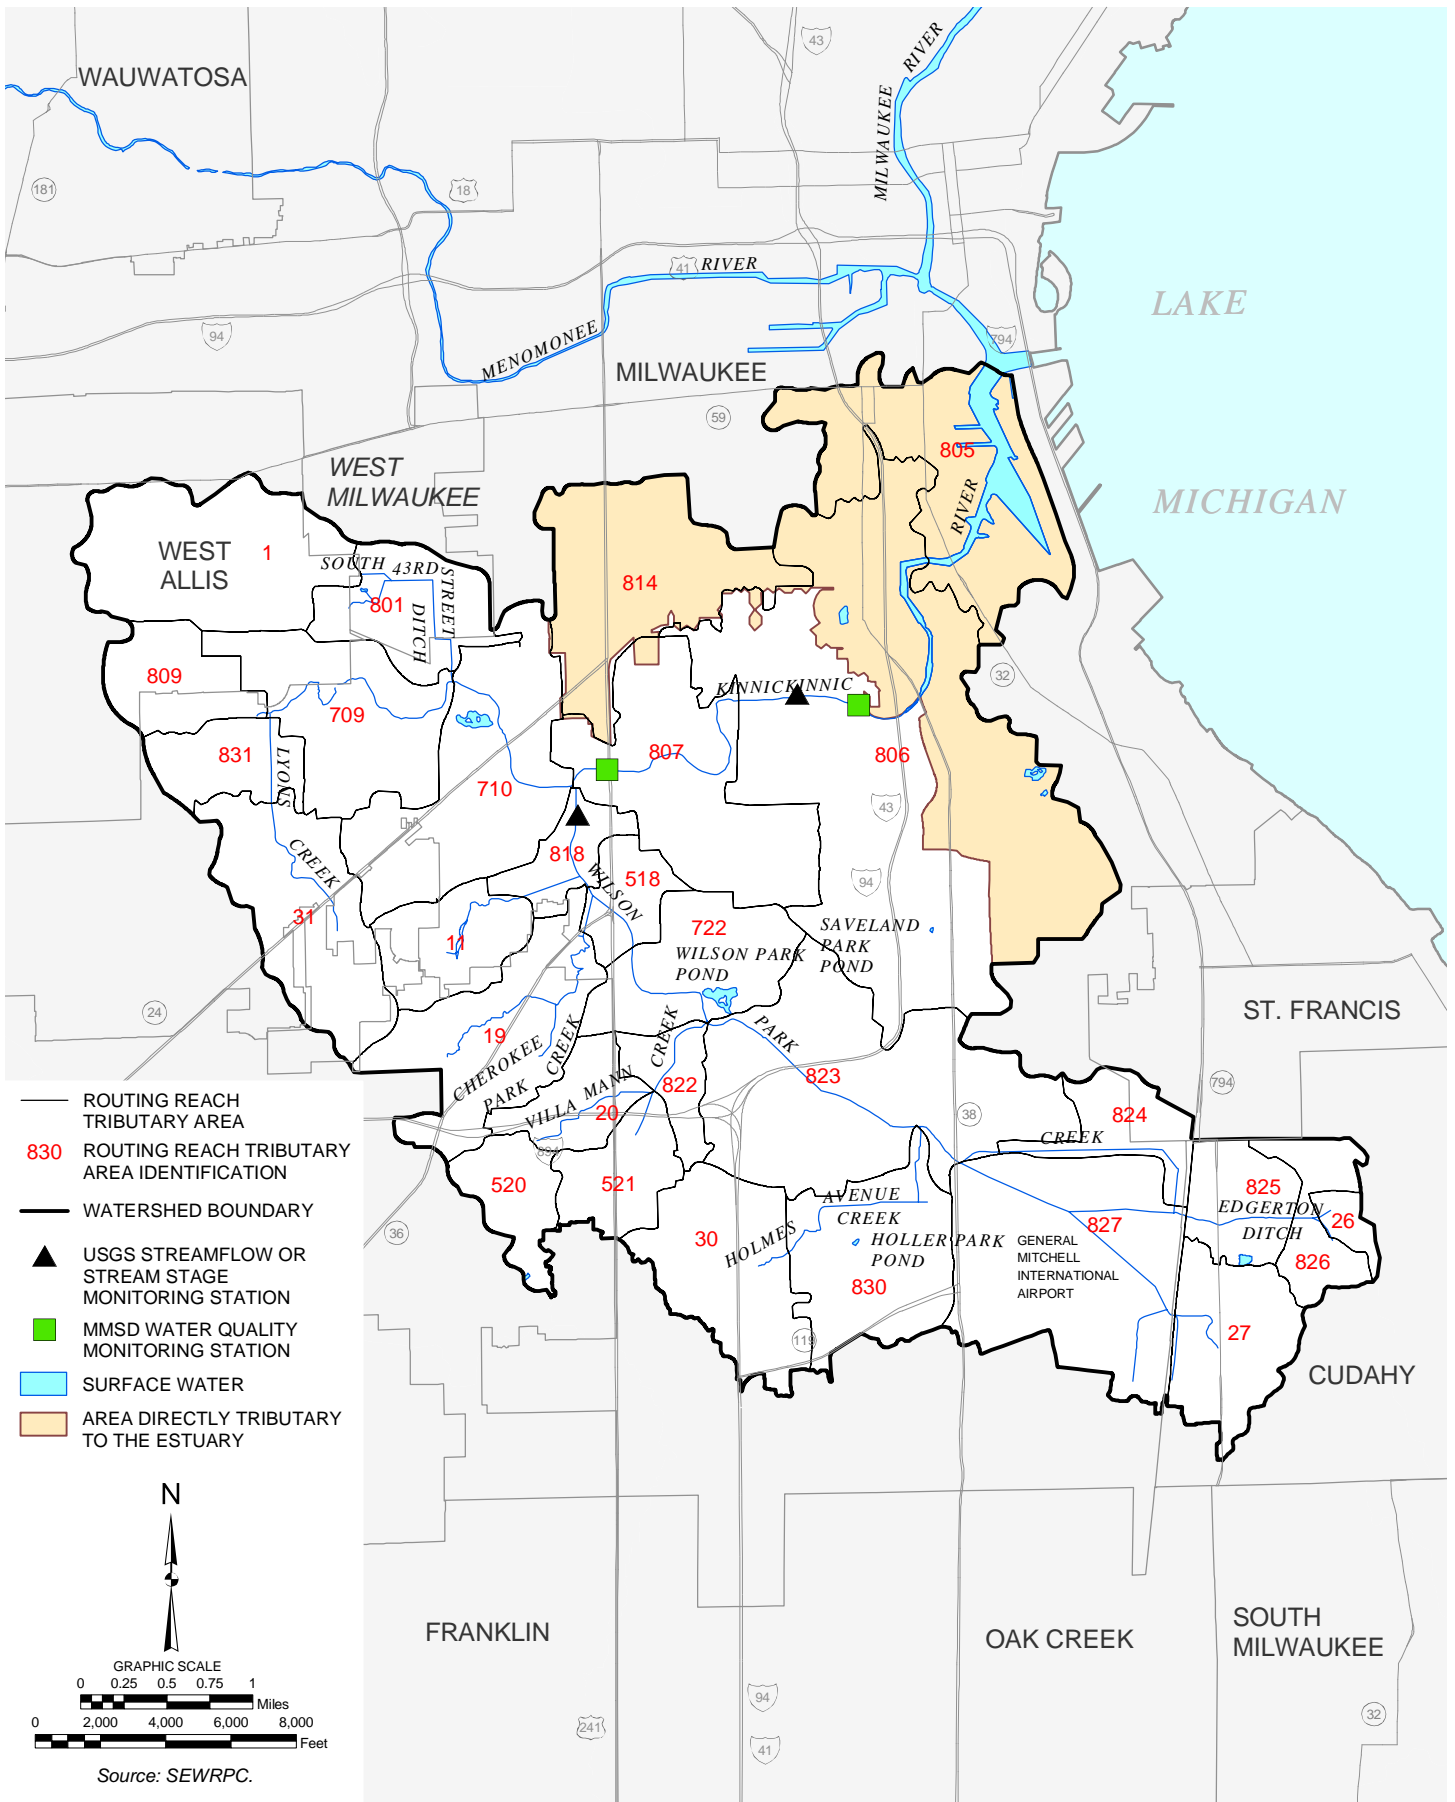 WAUWATOSA
43
MILWAUKEE RIVER
181
18
41
RIVER
MENOMONEE
94
794
LAKE
MICHIGAN
MILWAUKEE
59
WEST
MILWAUKEE
805
RIVER
WEST
ALLIS
1
SOUTH 43RD
STREET
DITCH
801
814
809
709
KINNICKINNIC
32
831
LYONS
CREEK
710
807
806
43
818
WILSON
518
94
31
11
722
WILSON PARK
POND
SAVELAND
PARK
POND
24
ST. FRANCIS
19
CHEROKEE
PARK CREEK
CREEK
PARK
VILLA MANN
822
823
20
794
38
824
CREEK
894
520
521
825
EDGERTON
DITCH
26
826
AVENUE
CREEK
HOLMES
HOLLER PARK
POND
827
GENERAL
MITCHELL
INTERNATIONAL
AIRPORT
36
30
830
119
27
CUDAHY
ROUTING REACH
TRIBUTARY AREA
830 ROUTING REACH TRIBUTARY
AREA IDENTIFICATION
WATERSHED BOUNDARY
USGS STREAMFLOW OR
STREAM STAGE
MONITORING STATION
MMSD WATER QUALITY
MONITORING STATION
SURFACE WATER
AREA DIRECTLY TRIBUTARY
TO THE ESTUARY
N
GRAPHIC SCALE
0 0.25 0.5 0.75 1
Miles
0 2,000 4,000 6,000 8,000
Feet
Source: SEWRPC.
FRANKLIN
OAK CREEK
SOUTH
MILWAUKEE
94
241
41
32